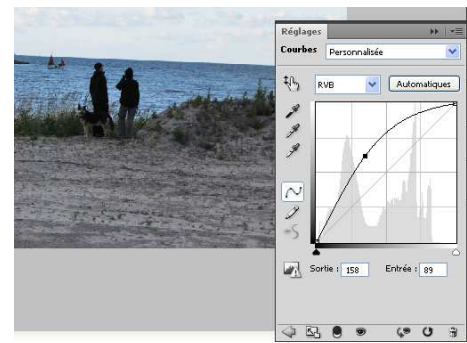 Réglages
Courbes Personnalisée
RVB Automatiques
Sortie : 158 Entrée : 89